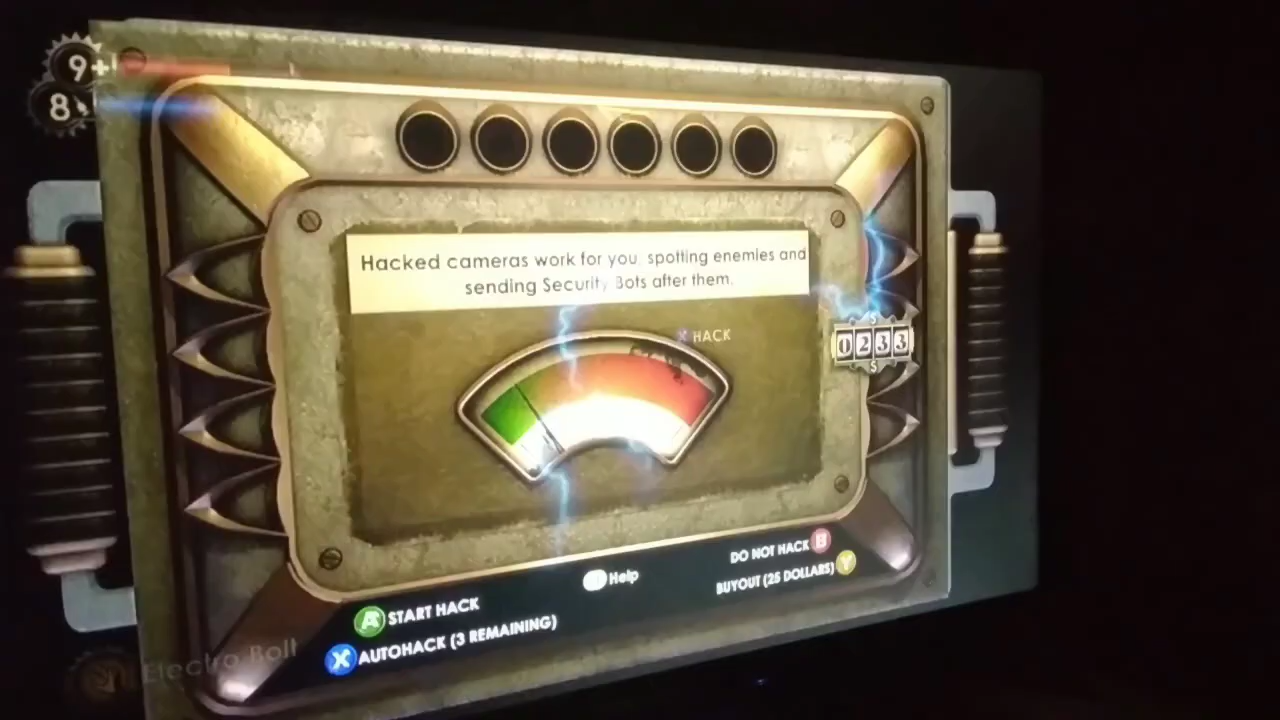 9+
8
Hacked cameras work for you, spotting enemies and
sending Security Bots after them.
X HACK
0233
DO NOT HACK B
BUYOUT (25 DOLLARS) Y
Help
A START HACK
X AUTOHACK (3 REMAINING)
Electro Bolt